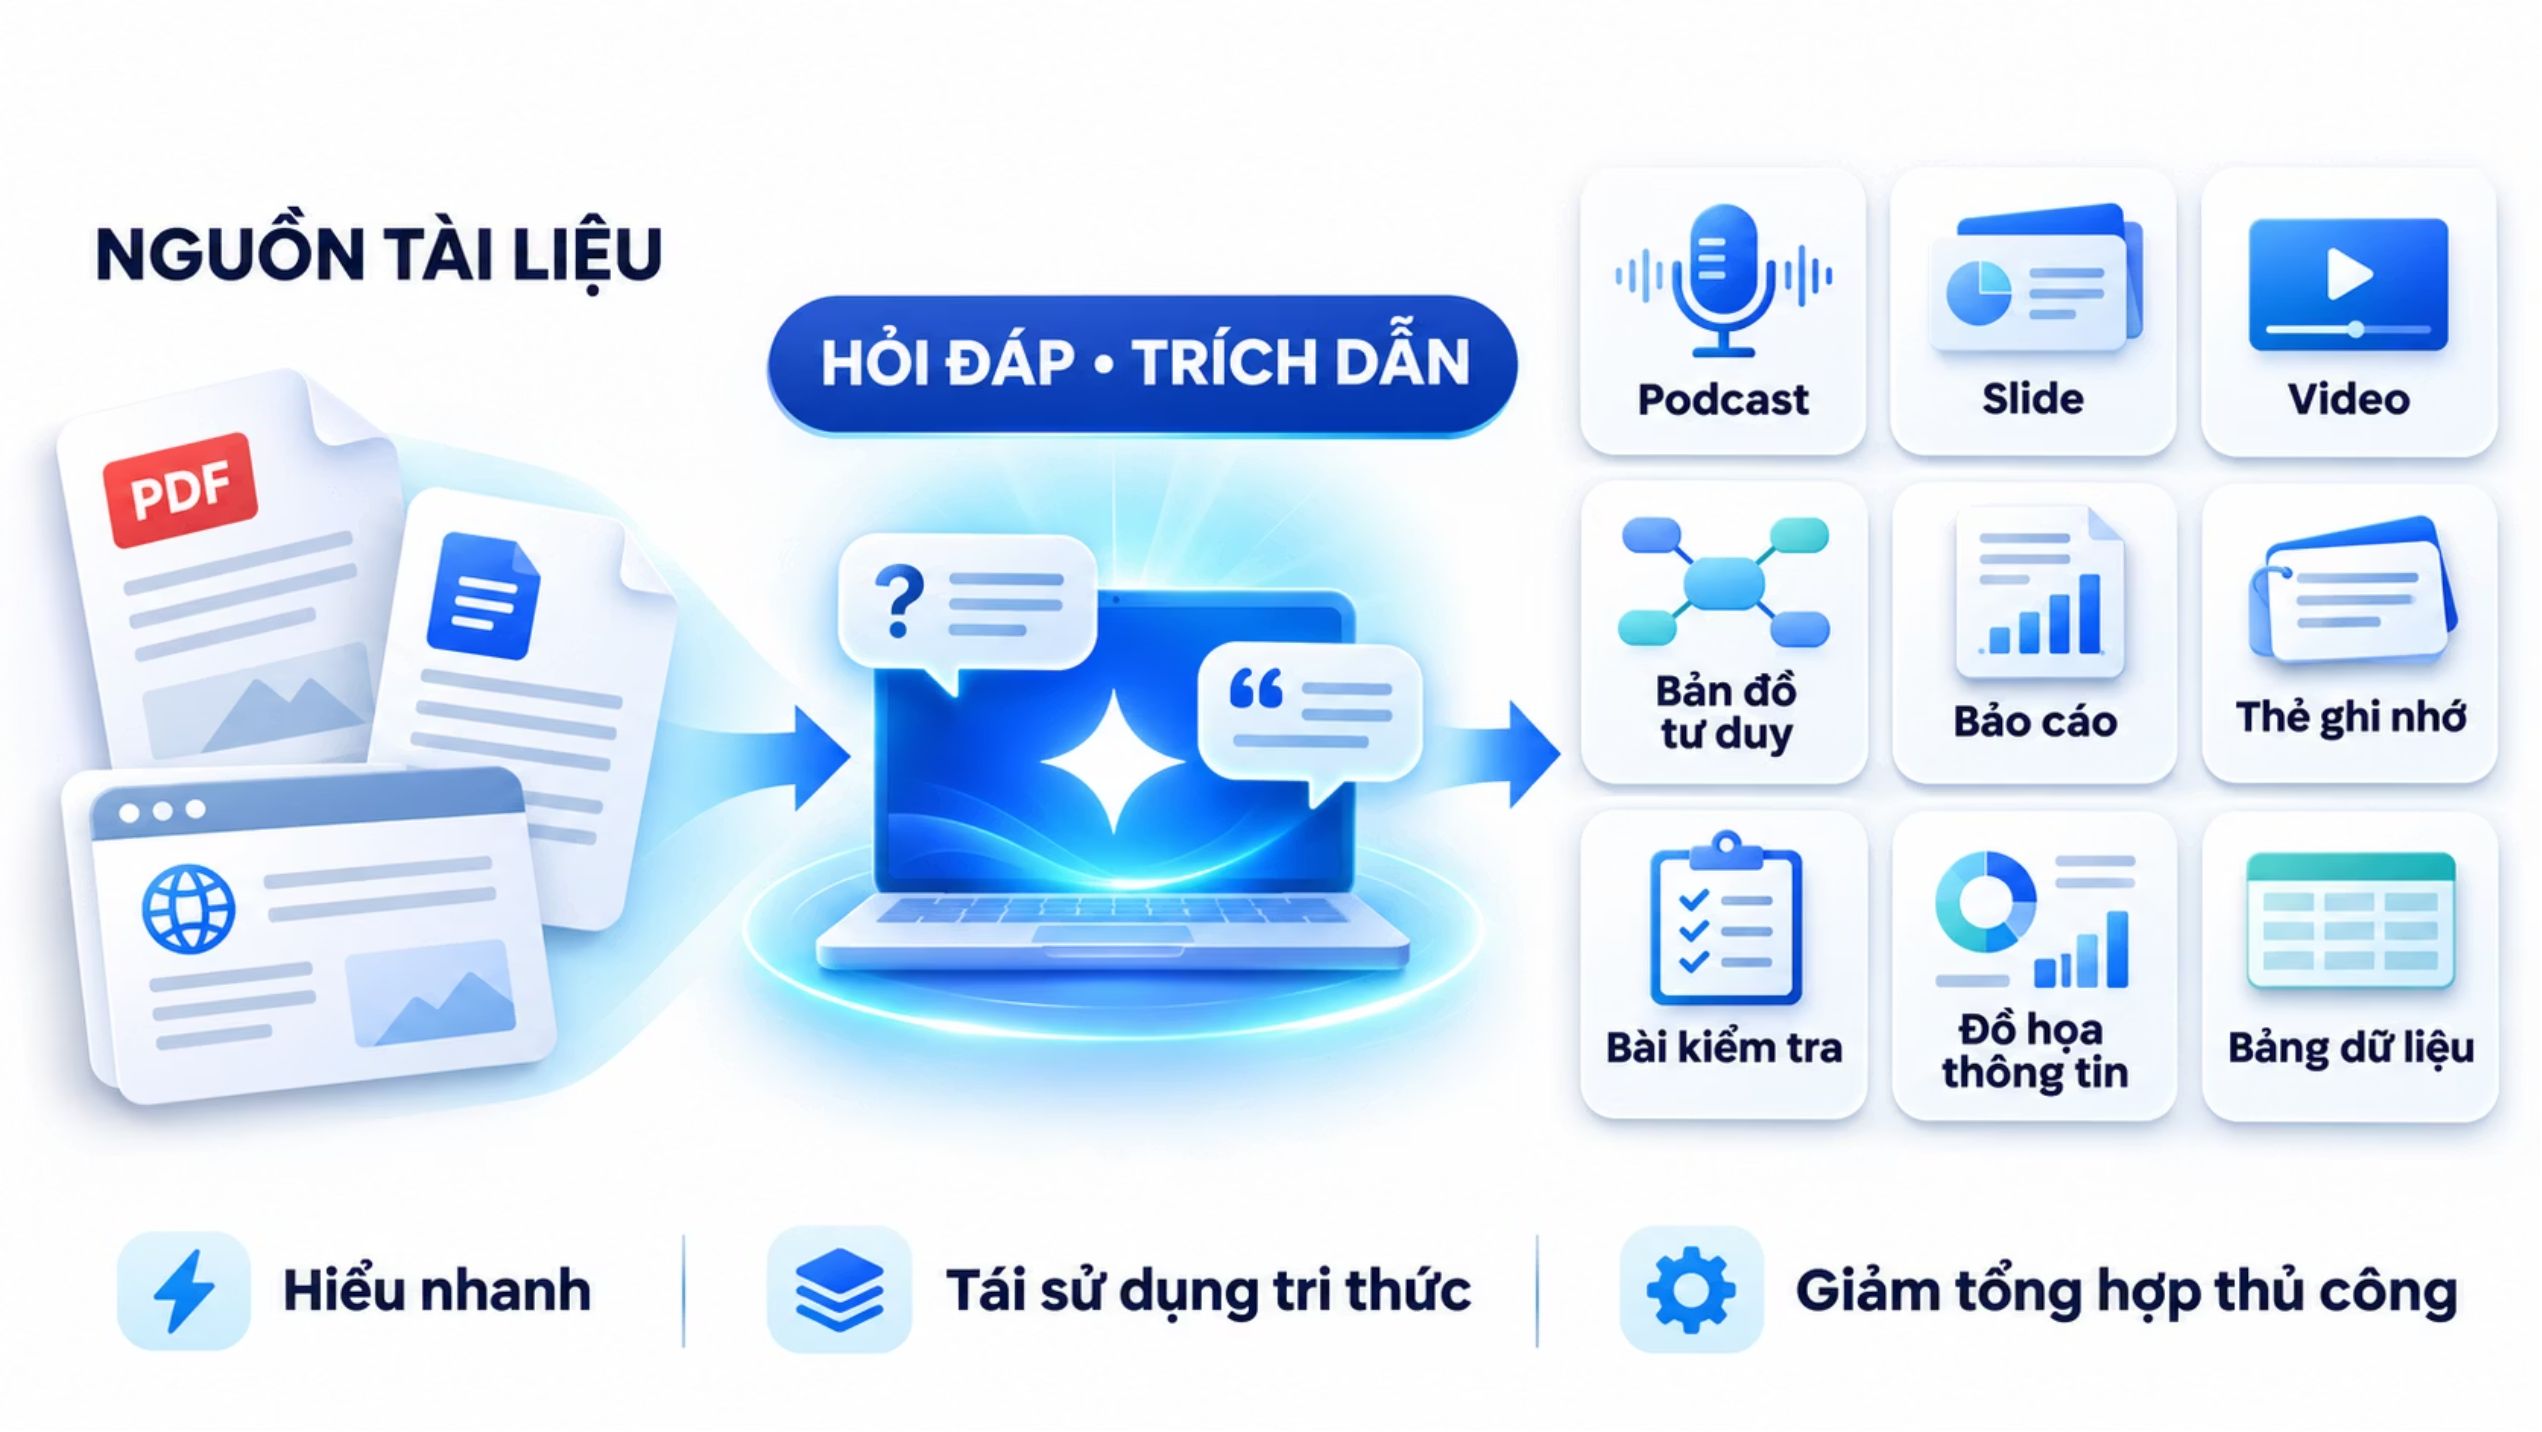 NGUỒN TÀI LIỆU
PDF
HỎI ĐÁP • TRÍCH DẪN
?
“
Podcast
Slide
Video
Bản đồ
tư duy
Bảo cáo
Thẻ ghi nhớ
Bài kiểm tra
Đồ họa
thông tin
Bảng dữ liệu
Hiểu nhanh
Tái sử dụng tri thức
Giảm tổng hợp thủ công